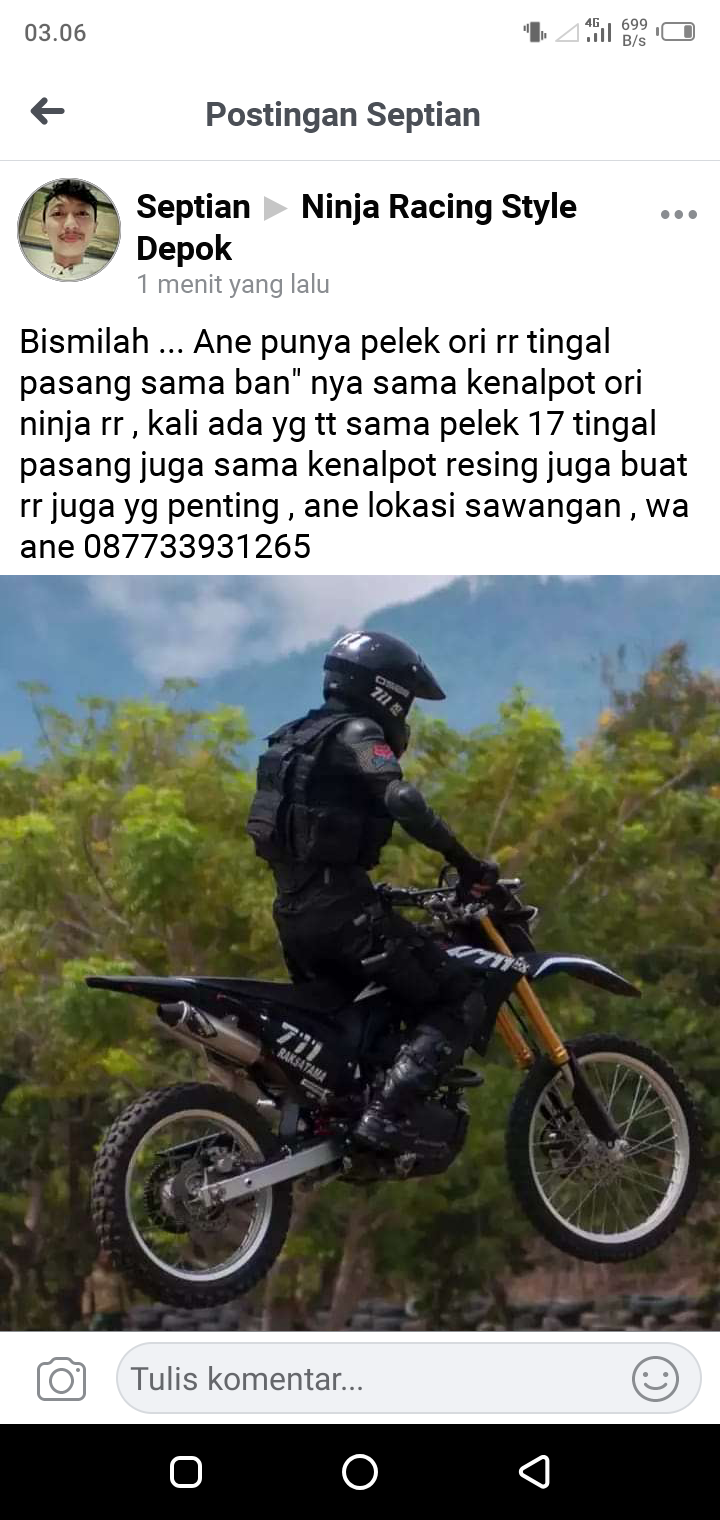 03.06
4G
699
B/s
Postingan Septian
Septian ▶ Ninja Racing Style
Depok
1 menit yang lalu
Bismilah ... Ane punya pelek ori rr tingal
pasang sama ban" nya sama kenalpot ori
ninja rr , kali ada yg tt sama pelek 17 tingal
pasang juga sama kenalpot resing juga buat
rr juga yg penting , ane lokasi sawangan , wa
ane 087733931265
711
RAKSATAMA
Tulis komentar...